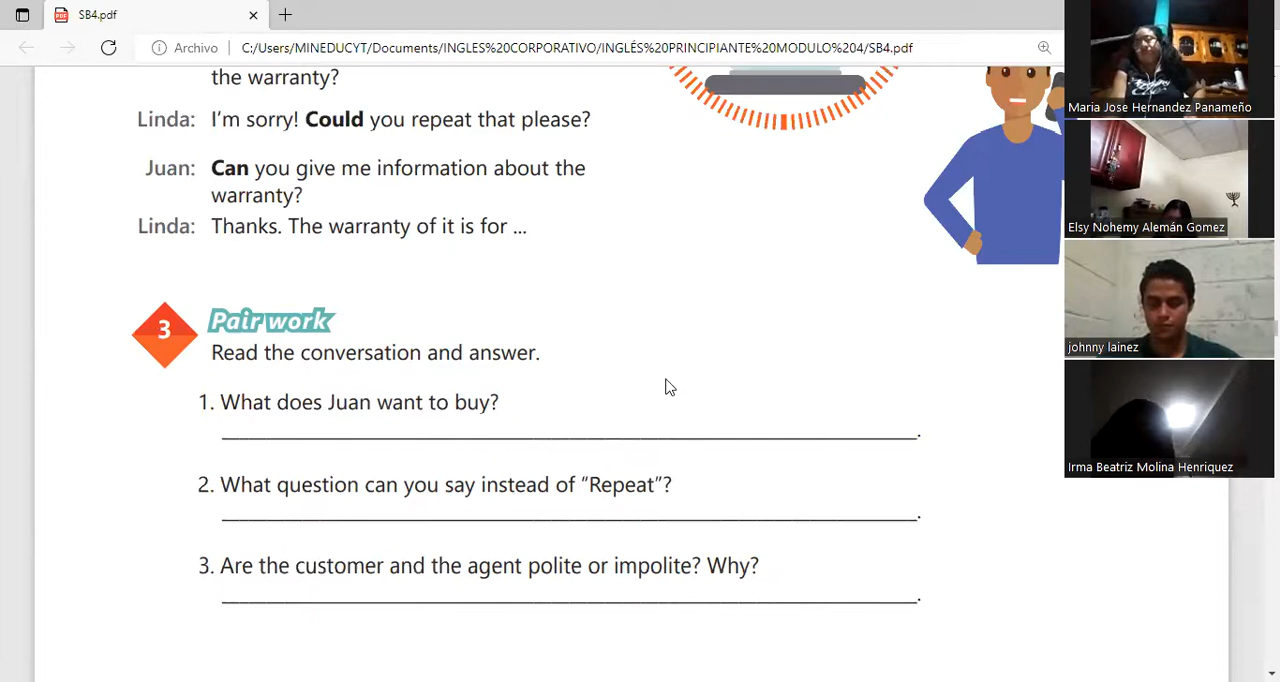 SB4.pdf
Archivo
C:/Users/MINEDUCYT/Documents/INGLES%20CORPORATIVO/INGLÉS%20PRINCIPIANTE%20MODULO%204/SB4.pdf
the warranty?
Linda: I'm sorry! Could you repeat that please?
Juan: Can you give me information about the
warranty?
Linda: Thanks. The warranty of it is for ...
3 Pair work
Read the conversation and answer.
1. What does Juan want to buy?
2. What question can you say instead of “Repeat”?
3. Are the customer and the agent polite or impolite? Why?
Maria Jose Hernandez Panameño
Elsy Nohemy Alemán Gomez
johnny lainez
Irma Beatriz Molina Henriquez